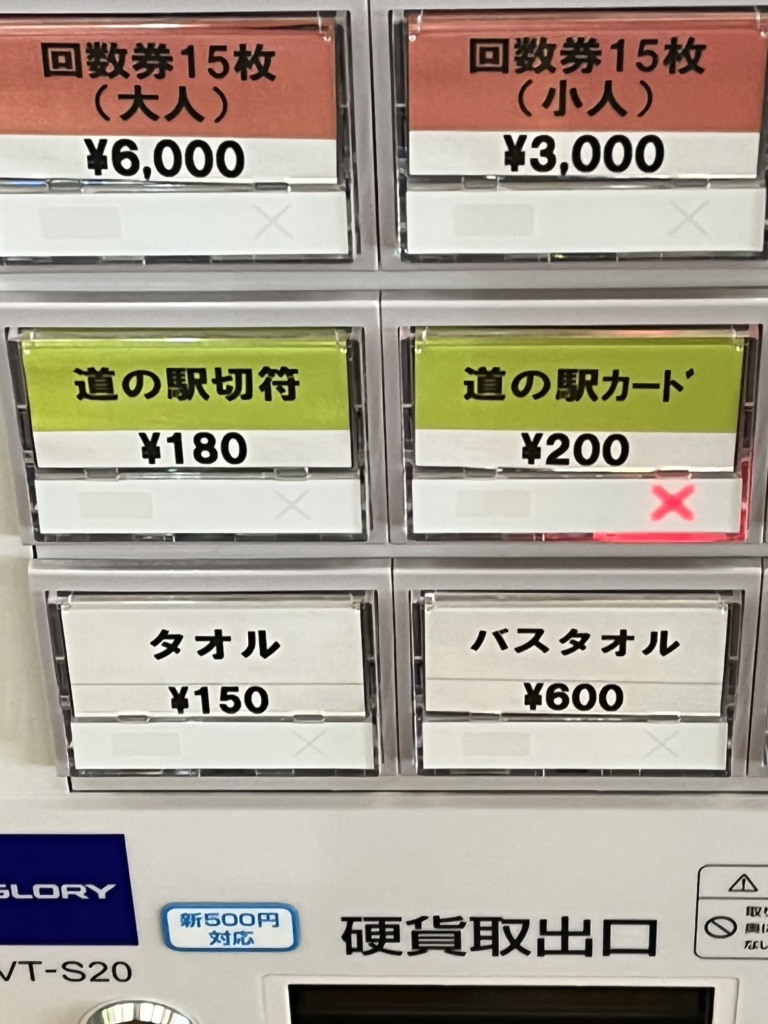 回数券15枚
（大人）
¥6,000
回数券15枚
（小人）
¥3,000
道の駅切符
¥180
道の駅カード
¥200
タオル
¥150
バスタオル
¥600
GLORY
VT-S20
新500円
対応
硬貨取出口